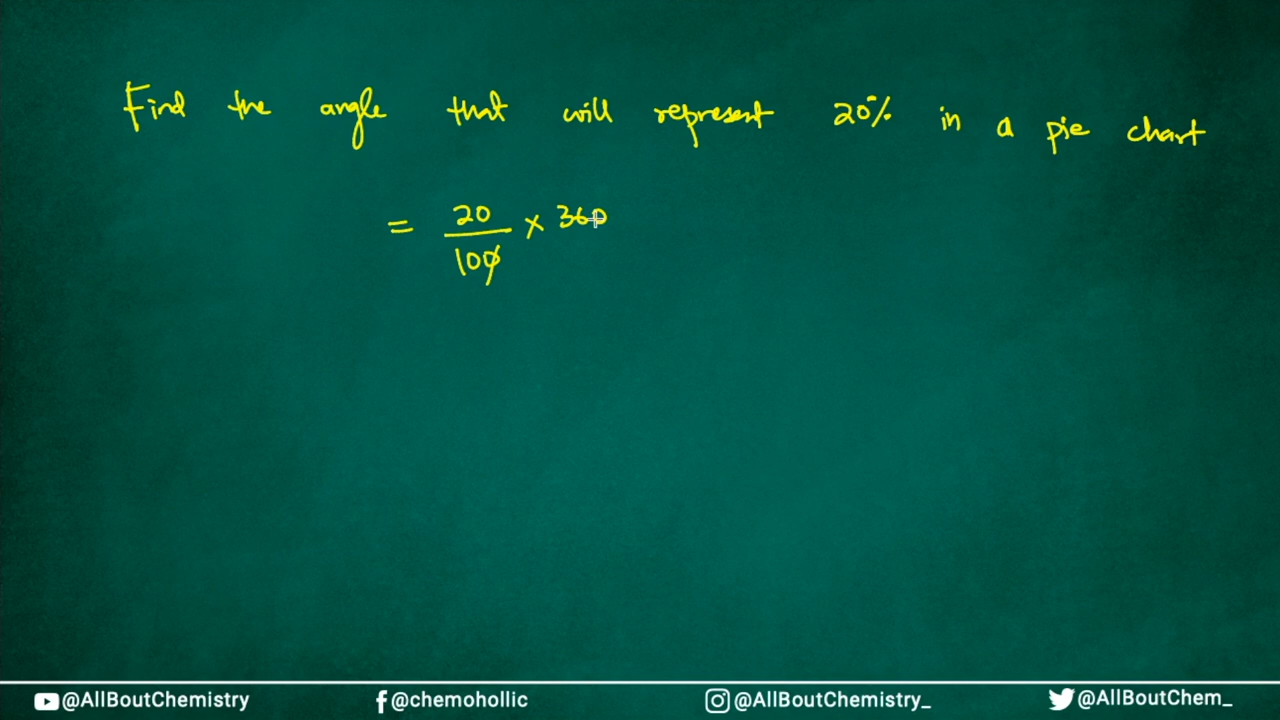 Find the angle that will represent 20% in a pie chart
= 20/100 × 360
@AllBoutChemistry @chemohollic @AllBoutChemistry_ @AllBoutChem_